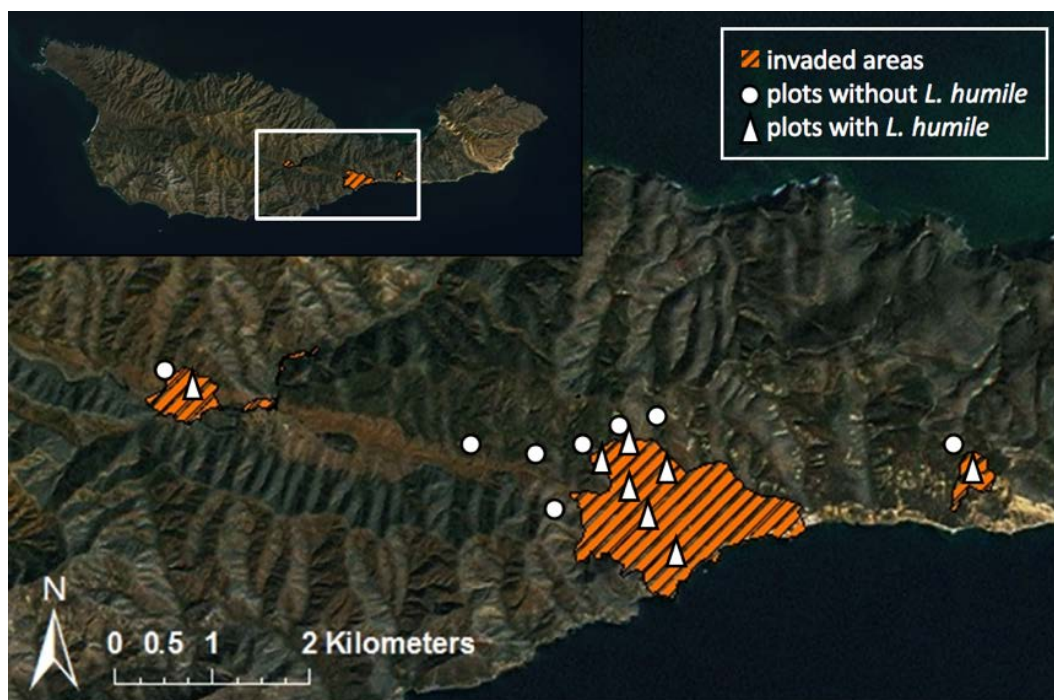 invaded areas
plots without L. humile
plots with L. humile
N
0 0.5 1 2 Kilometers